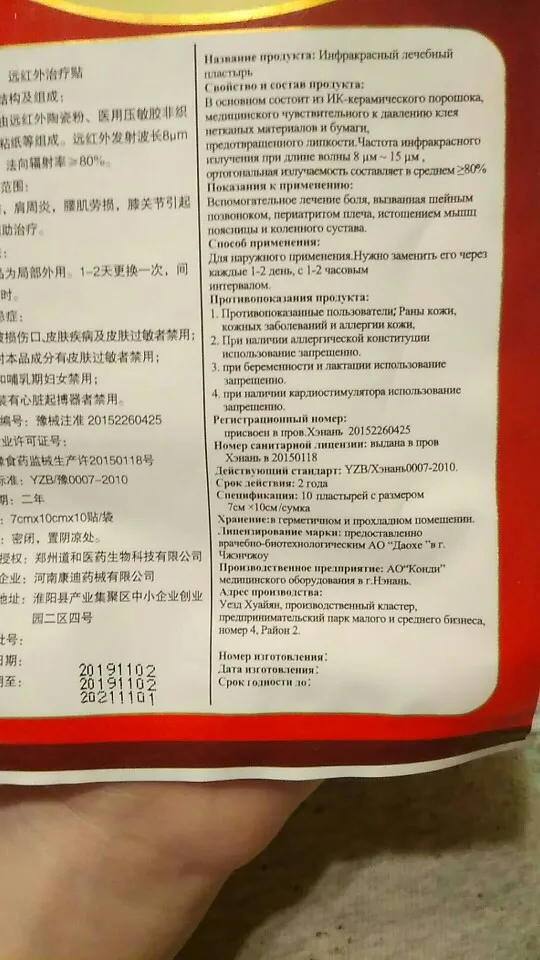 远红外治疗贴
结构及组成：
由远红外陶瓷粉、医用压敏胶非织
粘纸等组成。远红外发射波长8μm
法向辐射率≥80%。
范围：
，肩周炎，腰肌劳损，膝关节引起
助治疗。
：
品为局部外用。1-2天更换一次，间
时。
忌症：
破损伤口、皮肤疾病及皮肤过敏者禁用；
对本品成分有皮肤过敏者禁用；
和哺乳期妇女禁用；
装有心脏起搏器者禁用。
编号：豫械注准 20152260425
业许可证号：
豫食药监械生产许20150118号
标准：YZB/豫0007-2010
期：二年
：7cmx10cmx10贴/袋
：密闭，置阴凉处。
授权：郑州道和医药生物科技有限公司
企业：河南康迪药械有限公司
地址：淮阳县产业集聚区中小企业创业
园二区四号
批号：
日期：
期至：
20191102
20191102
20211101
Название продукта: Инфракрасный лечебный
пластырь
Свойство и состав продукта:
В основном состоит из ИК-керамического порошока,
медицинского чувствительного к давлению клея
нетканых материалов и бумаги,
предотвращенного липкости.Частота инфракрасного
излучения при длине волны 8 μм ~ 15 μм ,
ортогональная излучаемость составляет в среднем ≥80%
Показания к применению:
Вспомогательное лечение боля, вызванная шейным
позвоноком, периатритом плеча, истощением мышц
поясницы и коленного сустава.
Способ применения:
Для наружного применения.Нужно заменить его через
каждые 1-2 день, с 1-2 часовым
интервалом.
Противопоказания продукта:
1. Противопоказанные пользователи: Раны кожи,
кожных заболеваний и аллергии кожи,
2. При наличии аллергической конституции
использование запрешено.
3. при беременности и лактации использование
запрещено.
4. при наличии кардиостимулятора использование
запрещено.
Регистрационный номер:
присвоен в пров.Хэнань 20152260425
Номер санитарной лицензии: выдана в пров
Хэнань в 20150118
Действующий стандарт: YZB/Хэнань0007-2010.
Срок действия: 2 года
Спецификация: 10 пластырей с размером
7см ×10см/сумка
Хранение:в герметичном и прохладном помещении.
Липензирование марки: предоставленно
врачебно-биотехнологическим АО "Даохе "в г.
Чжэнчжоу
Производственное предприятие: АО"Конди"
медицинского оборудования в г.Нэнань.
Адрес производства:
Уезд Хуайян, производственный кластер,
предпринимательский парк малого и среднего бизнеса,
номер 4, Район 2.
Номер изготовления:
Дата изготовления:
Срок годности до: